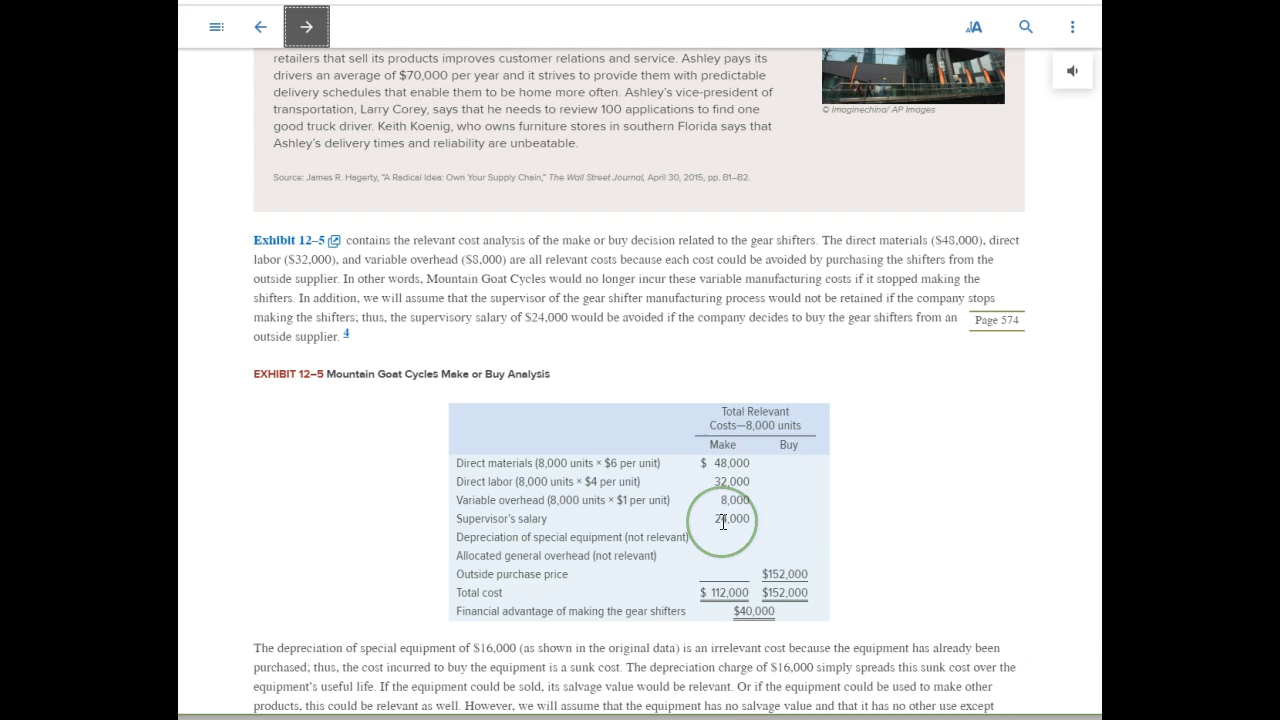 retailers that sell its products improves customer relations and service. Ashley pays its
drivers an average of $70,000 per year and it strives to provide them with predictable
delivery schedules that enable them to be home more often. Ashley's vice-president of
transportation, Larry Corey, says that he needs to review 100 applications to find one
good truck driver. Keith Koenig, who owns furniture stores in southern Florida says that
Ashley's delivery times and reliability are unbeatable.
© Imaginechina/ AP Images
Source: James R. Hagerty, "A Radical Idea: Own Your Supply Chain," The Wall Street Journal, April 30, 2015, pp. B1–B2.
Exhibit 12–5 contains the relevant cost analysis of the make or buy decision related to the gear shifters. The direct materials ($48,000), direct
labor ($32,000), and variable overhead ($8,000) are all relevant costs because each cost could be avoided by purchasing the shifters from the
outside supplier. In other words, Mountain Goat Cycles would no longer incur these variable manufacturing costs if it stopped making the
shifters. In addition, we will assume that the supervisor of the gear shifter manufacturing process would not be retained if the company stops
making the shifters; thus, the supervisory salary of $24,000 would be avoided if the company decides to buy the gear shifters from an
Page 574
outside supplier. 4
EXHIBIT 12–5 Mountain Goat Cycles Make or Buy Analysis
Total Relevant
Costs—8,000 units
Make Buy
Direct materials (8,000 units × $6 per unit) $ 48,000
Direct labor (8,000 units × $4 per unit) 32,000
Variable overhead (8,000 units × $1 per unit) 8,000
Supervisor's salary 24,000
Depreciation of special equipment (not relevant)
Allocated general overhead (not relevant)
Outside purchase price $152,000
Total cost $ 112,000 $152,000
Financial advantage of making the gear shifters $40,000
The depreciation of special equipment of $16,000 (as shown in the original data) is an irrelevant cost because the equipment has already been
purchased; thus, the cost incurred to buy the equipment is a sunk cost. The depreciation charge of $16,000 simply spreads this sunk cost over the
equipment's useful life. If the equipment could be sold, its salvage value would be relevant. Or if the equipment could be used to make other
products, this could be relevant as well. However, we will assume that the equipment has no salvage value and that it has no other use except